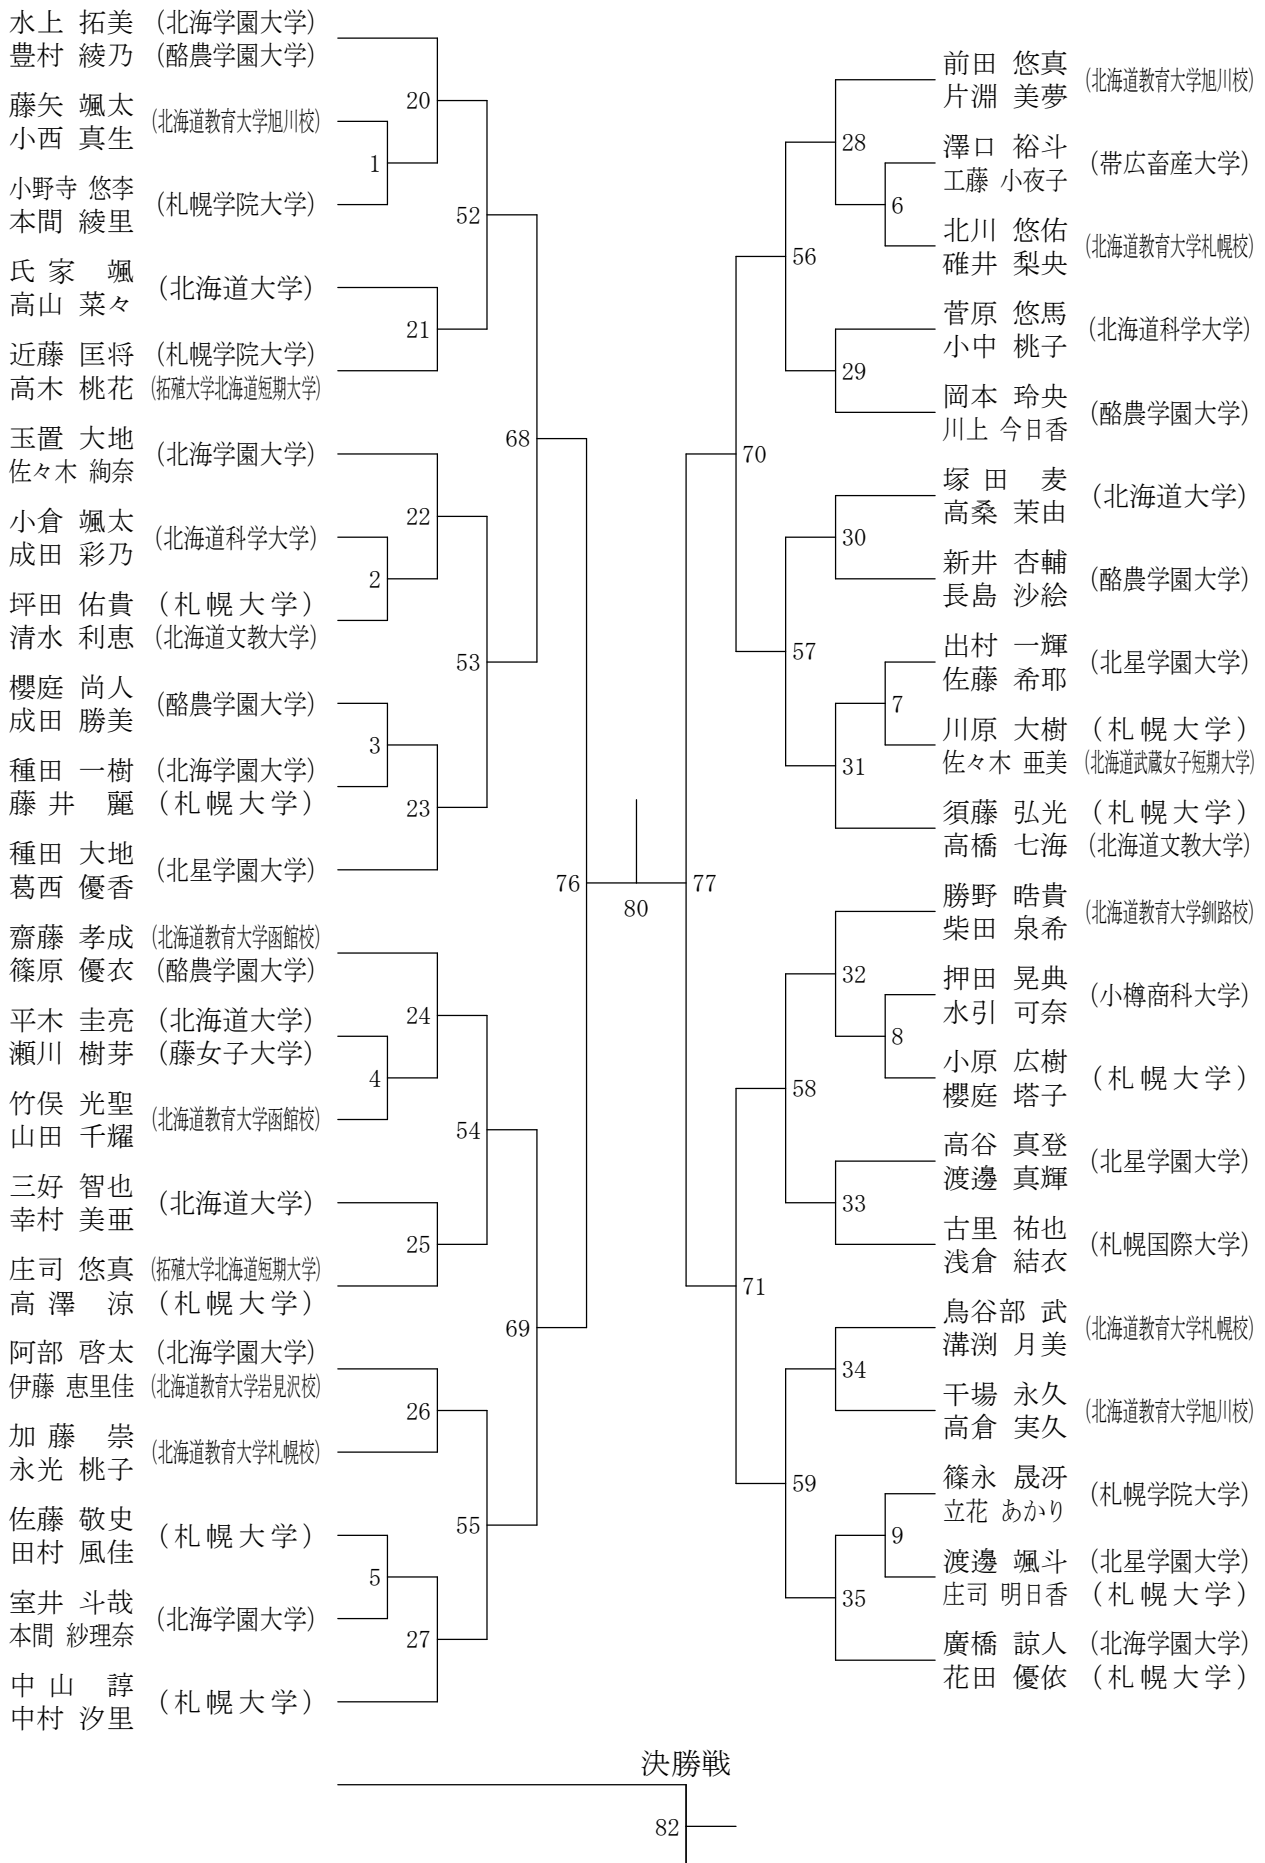 水上 拓美 (北海学園大学)
豊村 綾乃 (酪農学園大学)
20
藤矢 颯太 (北海道教育大学旭川校)
小西 真生
1
小野寺 悠李 (札幌学院大学)
本間 綾里
52
氏家 颯 (北海道大学)
高山 菜々
21
近藤 匡将 (札幌学院大学)
高木 桃花 (拓殖大学北海道短期大学)
68
玉置 大地 (北海学園大学)
佐々木 絢奈
22
小倉 颯太 (北海道科学大学)
成田 彩乃
2
坪田 佑貴 (札幌大学)
清水 利恵 (北海道文教大学)
53
櫻庭 尚人 (酪農学園大学)
成田 勝美
3
種田 一樹 (北海学園大学)
藤井 麗 (札幌大学)
23
種田 大地 (北星学園大学)
葛西 優香
76
齋藤 孝成 (北海道教育大学函館校)
篠原 優衣 (酪農学園大学)
24
平木 圭亮 (北海道大学)
瀬川 樹芽 (藤女子大学)
4
竹俣 光聖 (北海道教育大学函館校)
山田 千耀
54
三好 智也 (北海道大学)
幸村 美亜
25
庄司 悠真 (拓殖大学北海道短期大学)
高澤 涼 (札幌大学)
69
阿部 啓太 (北海学園大学)
伊藤 恵里佳 (北海道教育大学岩見沢校)
26
加藤 崇 (北海道教育大学札幌校)
永光 桃子
55
佐藤 敬史 (札幌大学)
田村 風佳
5
室井 斗哉 (北海学園大学)
本間 紗理奈
27
中山 諄 (札幌大学)
中村 汐里
80
前田 悠真 (北海道教育大学旭川校)
片淵 美夢
28
澤口 裕斗 (帯広畜産大学)
工藤 小夜子
6
北川 悠佑 (北海道教育大学札幌校)
碓井 梨央
56
菅原 悠馬 (北海道科学大学)
小中 桃子
29
岡本 玲央 (酪農学園大学)
川上 今日香
70
塚田 麦 (北海道大学)
高桑 茉由
30
新井 杏輔 (酪農学園大学)
長島 沙絵
57
出村 一輝 (北星学園大学)
佐藤 希耶
7
川原 大樹 (札幌大学)
佐々木 亜美 (北海道武蔵女子短期大学)
31
須藤 弘光 (札幌大学)
高橋 七海 (北海道文教大学)
77
勝野 晧貴 (北海道教育大学釧路校)
柴田 泉希
32
押田 晃典 (小樽商科大学)
水引 可奈
8
小原 広樹 (札幌大学)
櫻庭 塔子
58
高谷 真登 (北星学園大学)
渡邊 真輝
33
古里 祐也 (札幌国際大学)
浅倉 結衣
71
鳥谷部 武 (北海道教育大学札幌校)
溝渕 月美
34
干場 永久 (北海道教育大学旭川校)
高倉 実久
59
篠永 晟冴 (札幌学院大学)
立花 あかり
9
渡邊 颯斗 (北星学園大学)
庄司 明日香 (札幌大学)
35
廣橋 諒人 (北海学園大学)
花田 優依 (札幌大学)
決勝戦
82